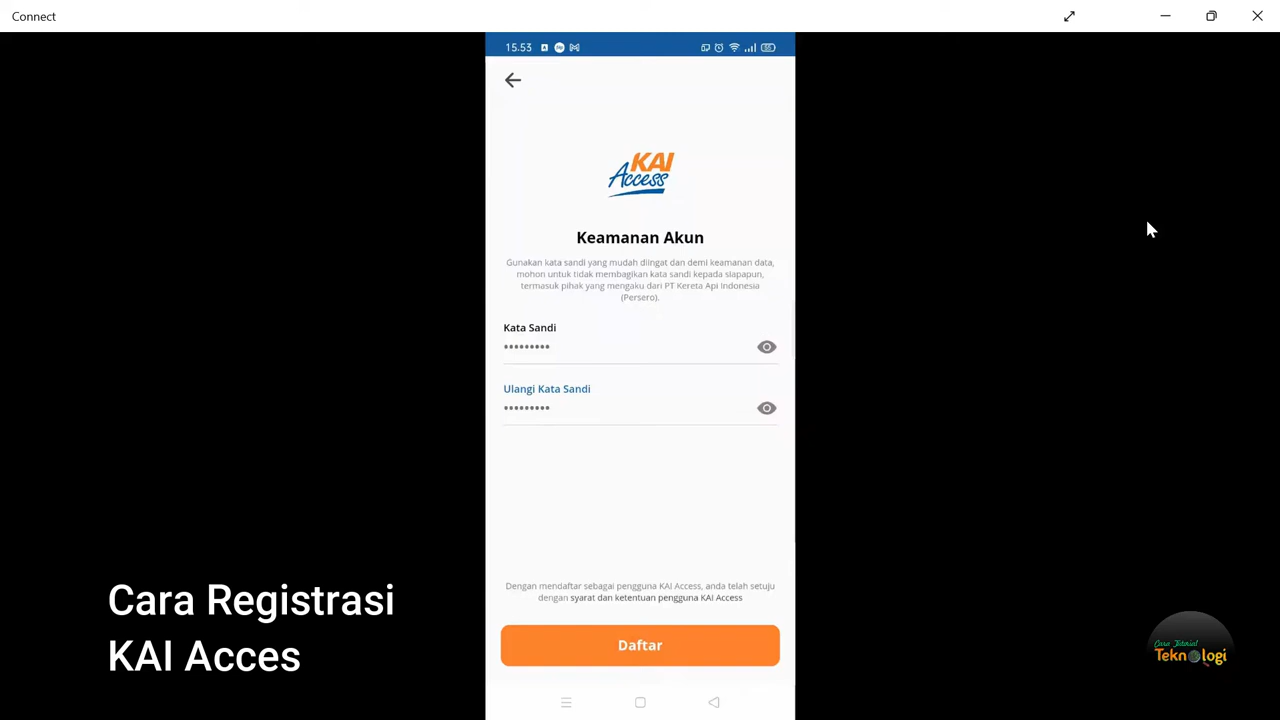 Connect
15.53
KAI
Access
Keamanan Akun
Gunakan kata sandi yang mudah diingat dan demi keamanan data,
mohon untuk tidak membagikan kata sandi kepada siapapun,
termasuk pihak yang mengaku dari PT Kereta Api Indonesia
(Persero).
Kata Sandi
•••••••••
Ulangi Kata Sandi
•••••••••
Dengan mendaftar sebagai pengguna KAI Access, anda telah setuju
dengan syarat dan ketentuan pengguna KAI Access
Daftar
Cara Registrasi
KAI Acces
Cara Tutorial
Teknologi